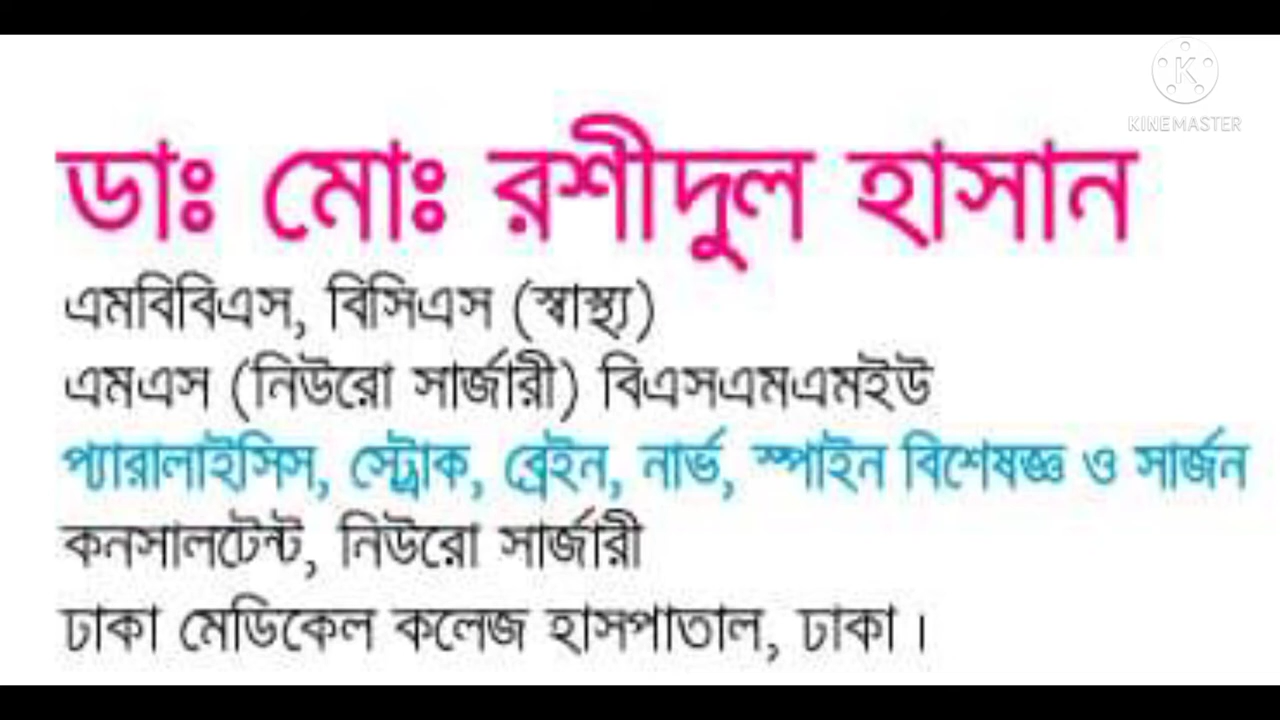 KINEMASTER
ডাঃ মোঃ রশীদুল হাসান
এমবিবিএস, বিসিএস (স্বাস্থ্য)
এমএস (নিউরো সার্জারী) বিএসএমএমইউ
প্যারালাইসিস, স্ট্রোক, ব্রেইন, নার্ভ, স্পাইন বিশেষজ্ঞ ও সার্জন
কনসালটেন্ট, নিউরো সার্জারী
ঢাকা মেডিকেল কলেজ হাসপাতাল, ঢাকা।